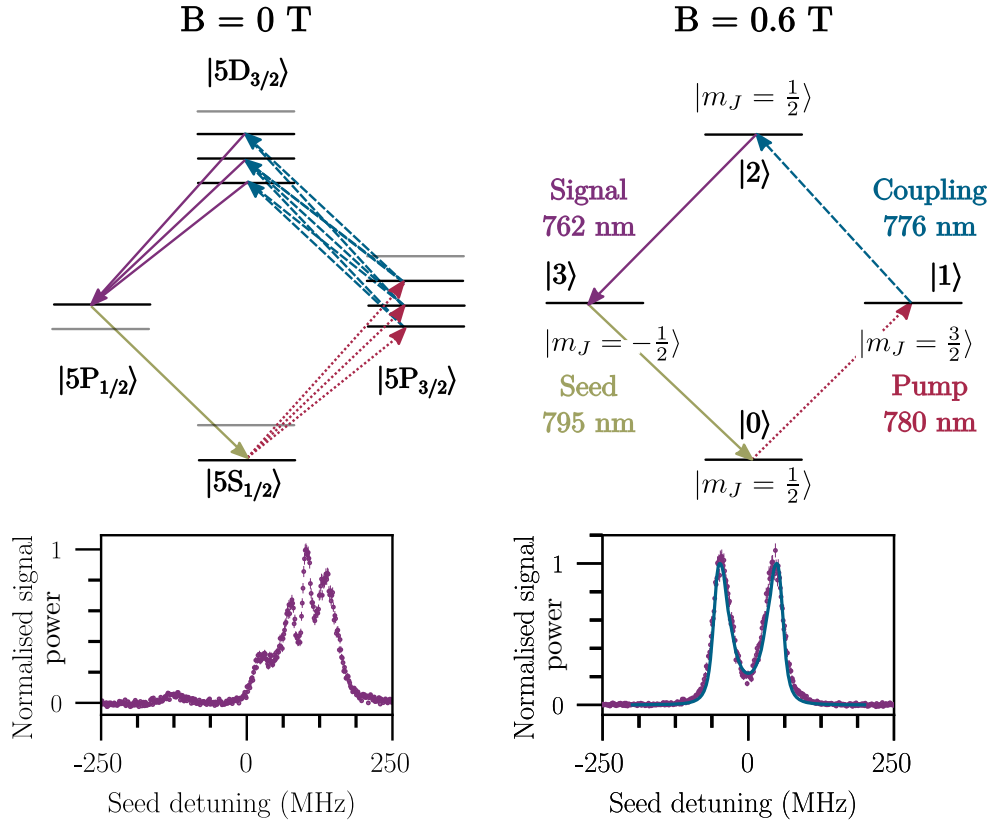 B = 0 T
|5D3/2⟩
|5P1/2⟩
|5P3/2⟩
|5S1/2⟩
B = 0.6 T
|mJ = 1/2⟩
|2⟩
Signal
762 nm
Coupling
776 nm
|3⟩
|1⟩
|mJ = −1/2⟩
|mJ = 3/2⟩
Seed
795 nm
Pump
780 nm
|0⟩
|mJ = 1/2⟩
Normalised signal
power
1
0
-250
0
250
Seed detuning (MHz)
Normalised signal
power
1
0
-250
0
250
Seed detuning (MHz)